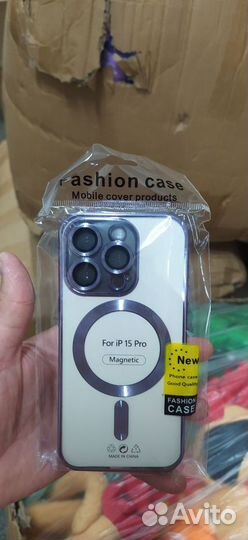 Fashion case
Mobile cover products
For iP 15 Pro
Magnetic
New
Phone case
Good Quality
FASHION
CASE
MADE IN CHINA
Avito